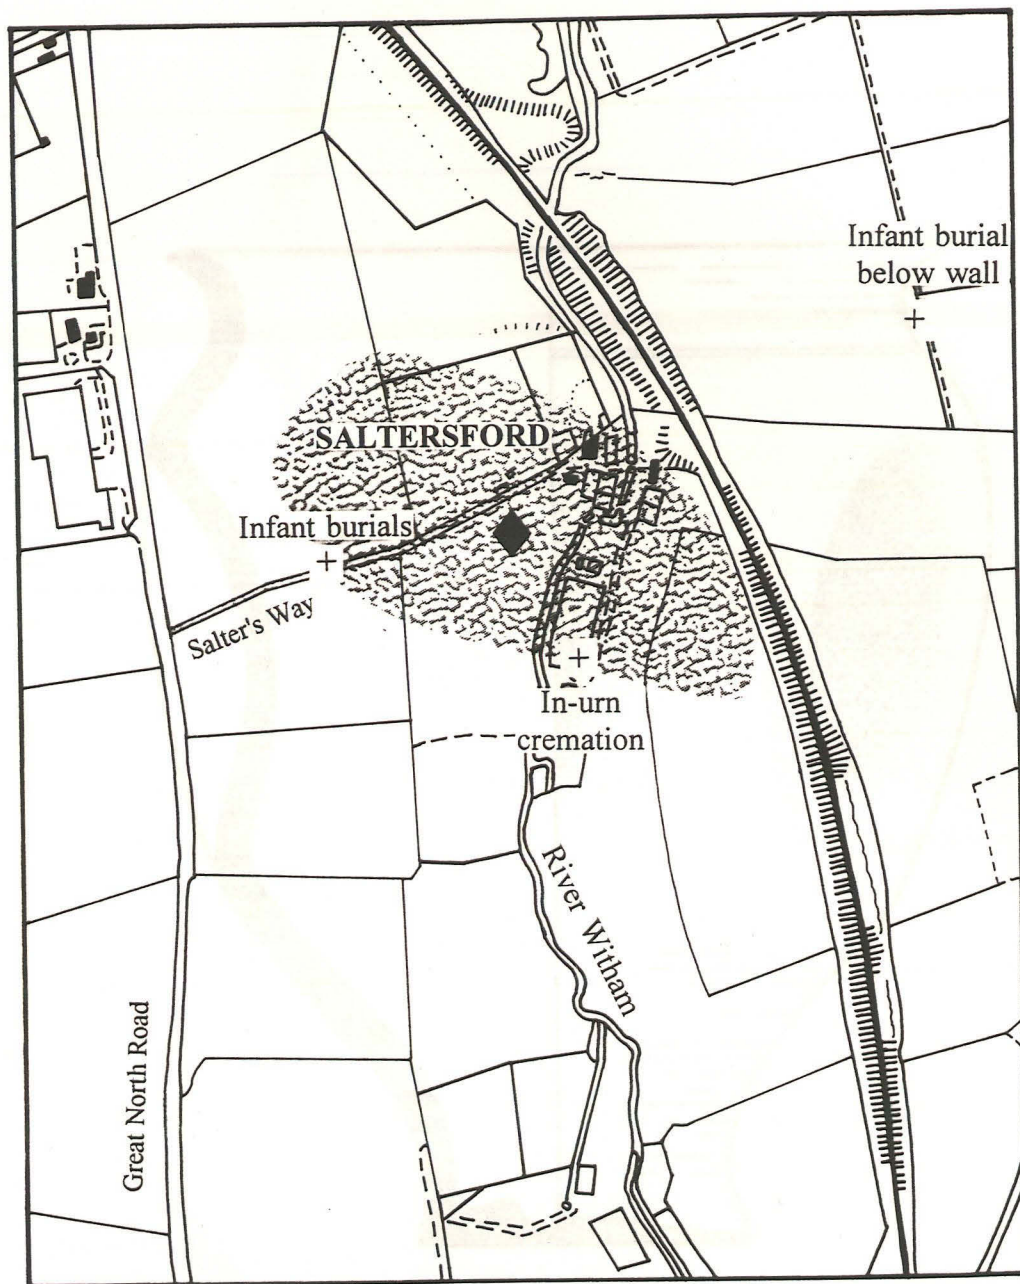 Infant burial
below wall
SALTERSFORD
Infant burials
Salter's Way
In-urn
cremation
River Witham
Great North Road